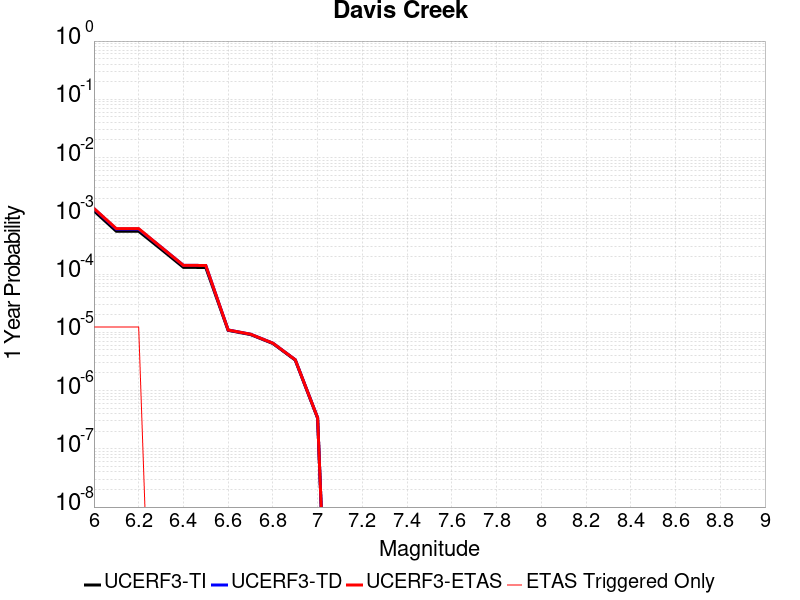 Davis Creek
10^0
10^-1
10^-2
10^-3
10^-4
10^-5
10^-6
10^-7
10^-8
1 Year Probability
6 6.2 6.4 6.6 6.8 7 7.2 7.4 7.6 7.8 8 8.2 8.4 8.6 8.8 9
Magnitude
UCERF3-TI UCERF3-TD UCERF3-ETAS ETAS Triggered Only